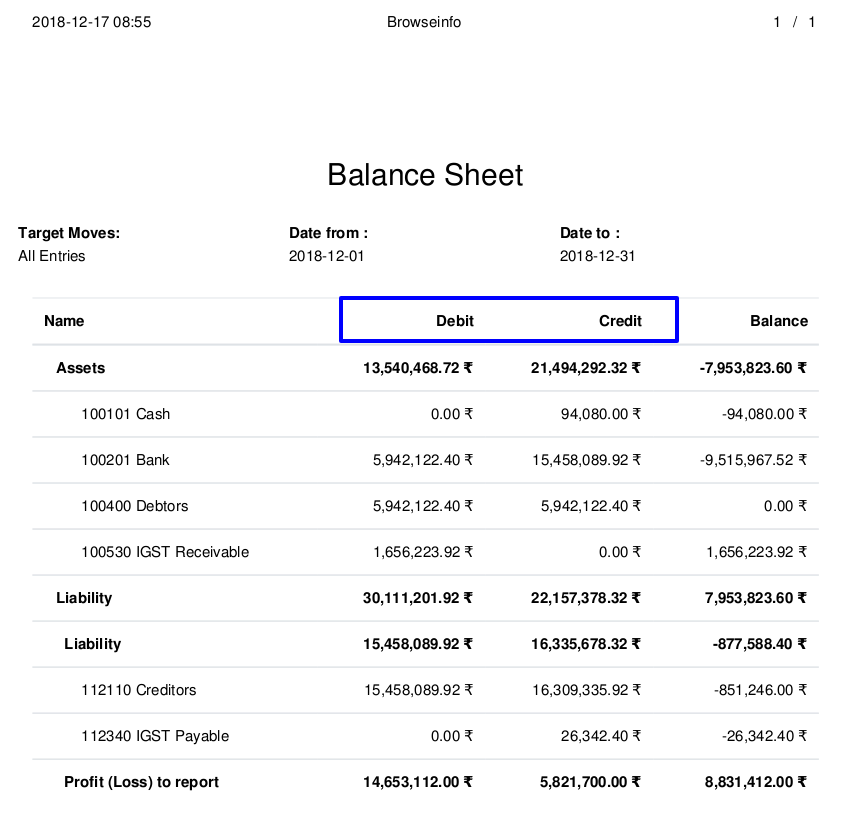 2018-12-17 08:55 Browseinfo 1 / 1
Balance Sheet
Target Moves: Date from : Date to :
All Entries 2018-12-01 2018-12-31
Name Debit Credit Balance
Assets 13,540,468.72 ₹ 21,494,292.32 ₹ -7,953,823.60 ₹
100101 Cash 0.00 ₹ 94,080.00 ₹ -94,080.00 ₹
100201 Bank 5,942,122.40 ₹ 15,458,089.92 ₹ -9,515,967.52 ₹
100400 Debtors 5,942,122.40 ₹ 5,942,122.40 ₹ 0.00 ₹
100530 IGST Receivable 1,656,223.92 ₹ 0.00 ₹ 1,656,223.92 ₹
Liability 30,111,201.92 ₹ 22,157,378.32 ₹ 7,953,823.60 ₹
Liability 15,458,089.92 ₹ 16,335,678.32 ₹ -877,588.40 ₹
112110 Creditors 15,458,089.92 ₹ 16,309,335.92 ₹ -851,246.00 ₹
112340 IGST Payable 0.00 ₹ 26,342.40 ₹ -26,342.40 ₹
Profit (Loss) to report 14,653,112.00 ₹ 5,821,700.00 ₹ 8,831,412.00 ₹